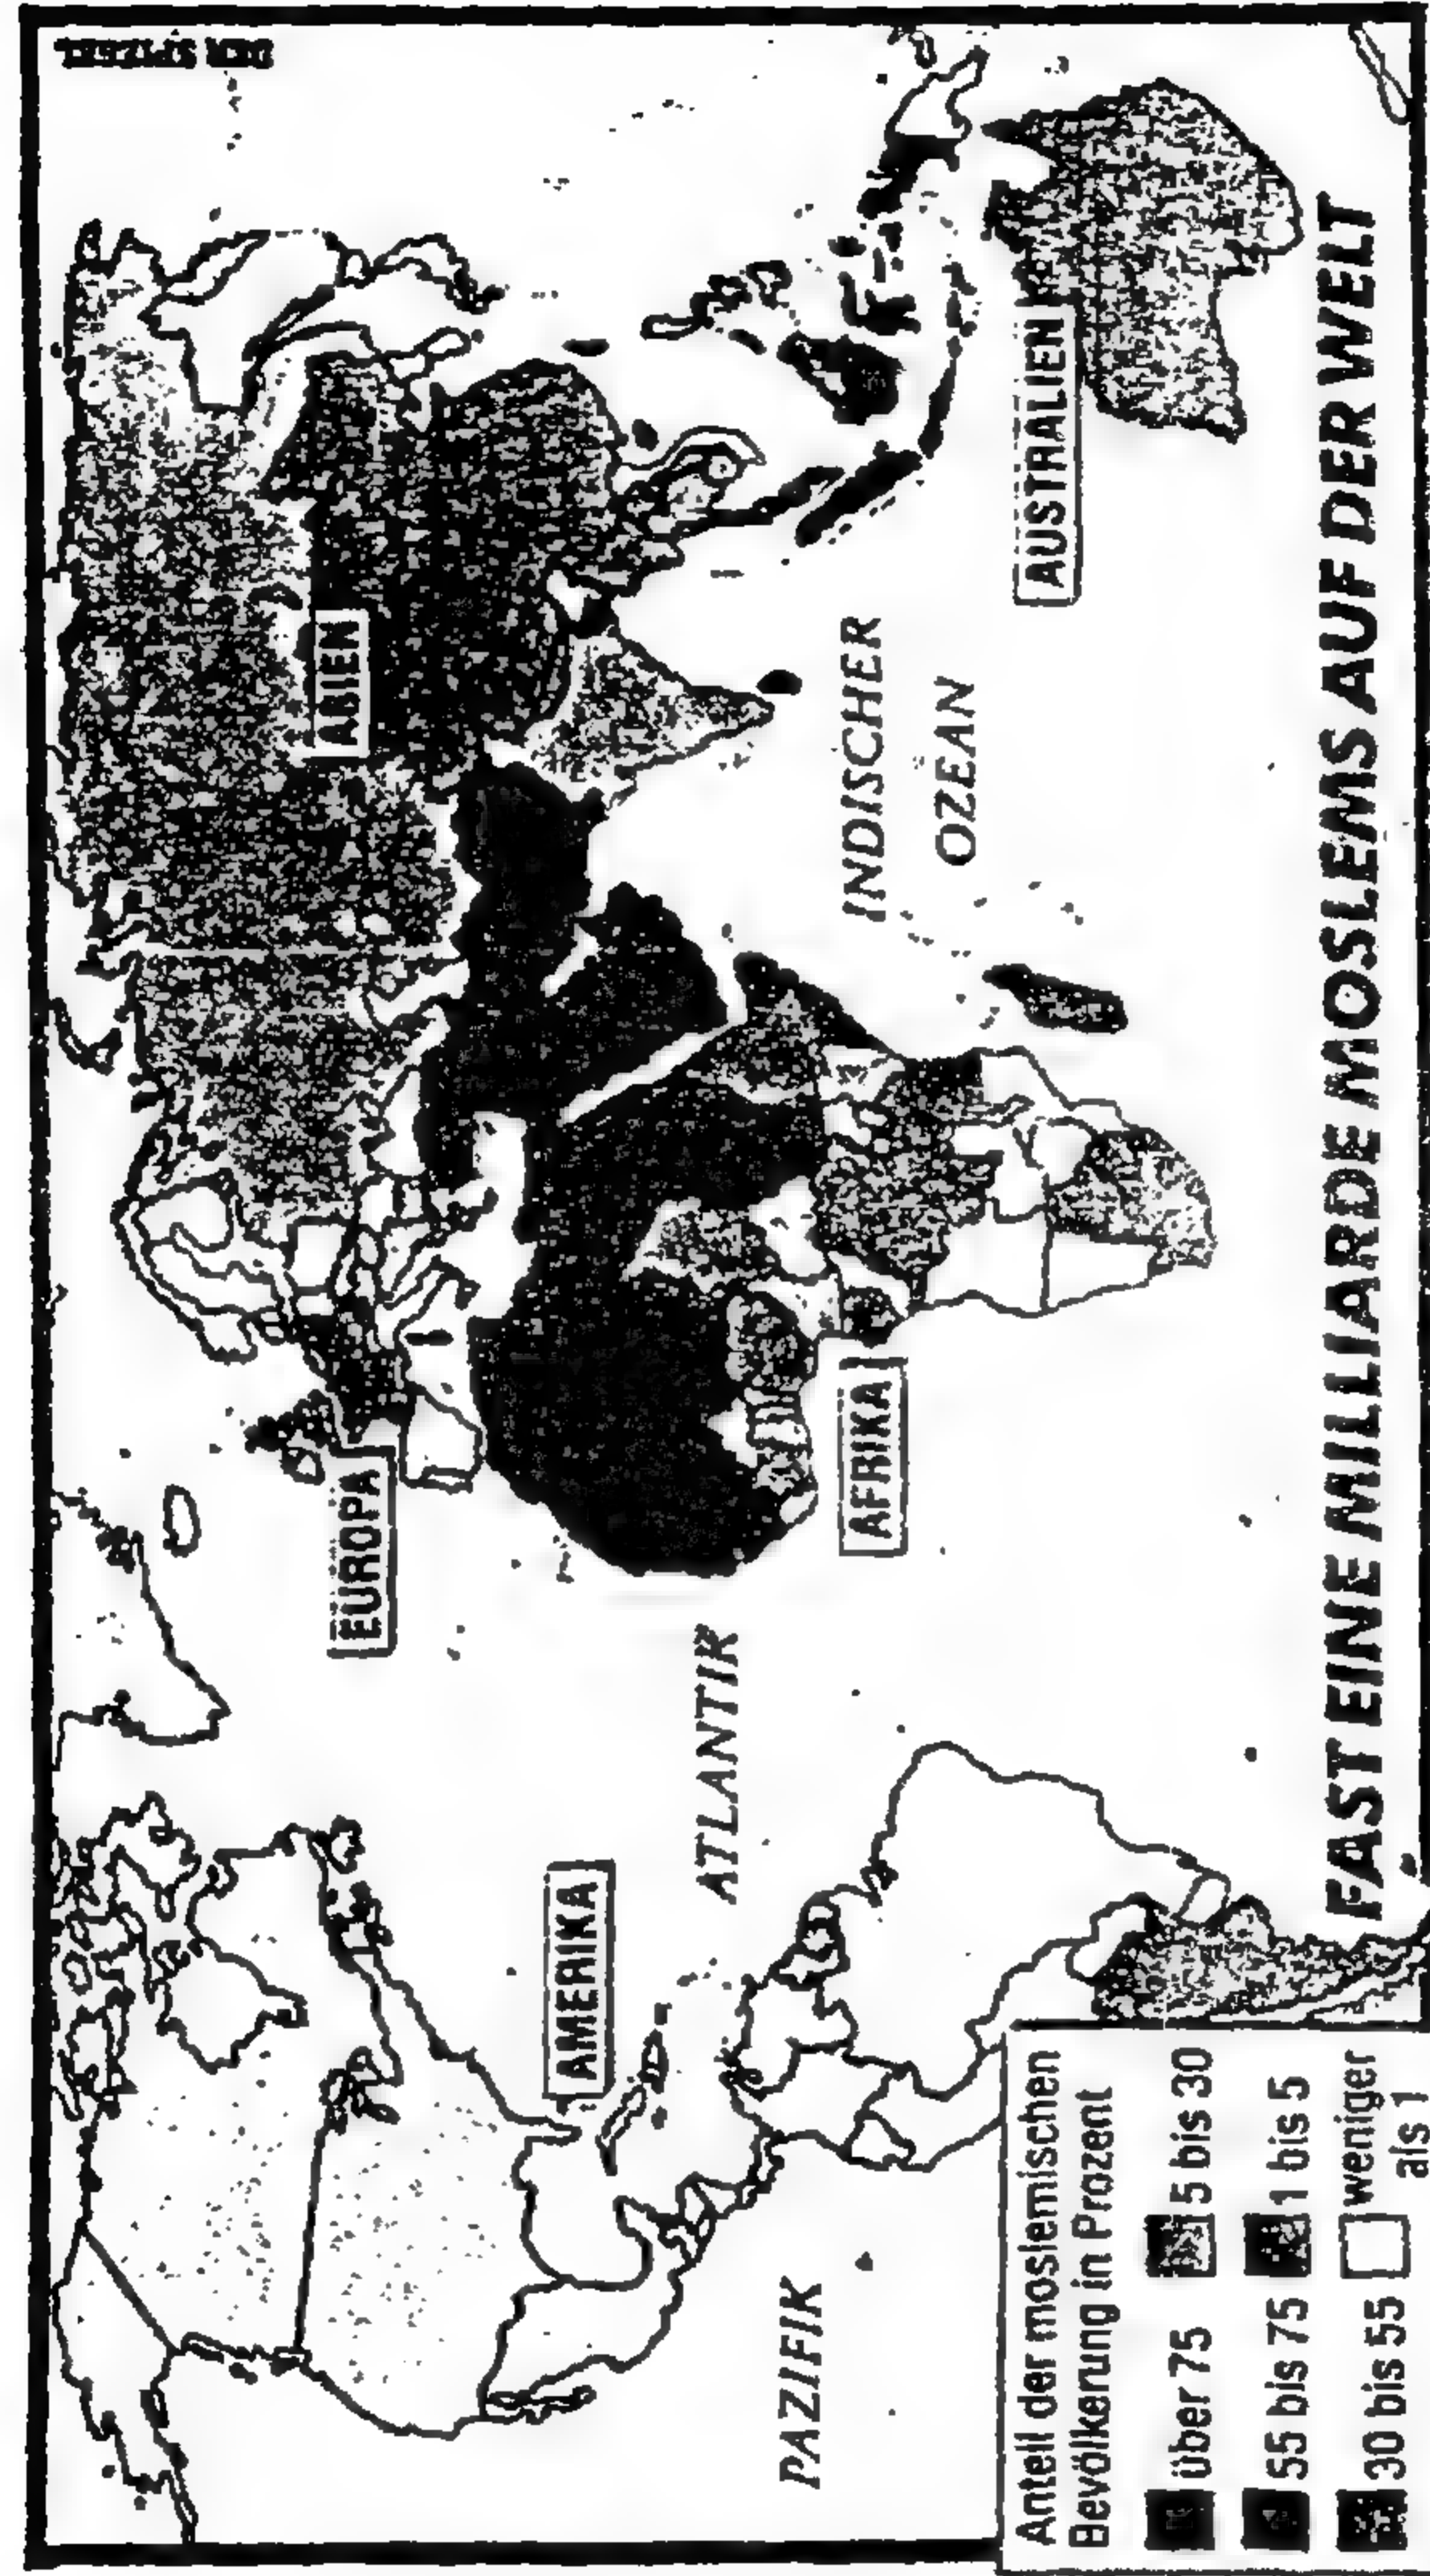 DER SPIEGEL
ASIEN
EUROPA
AMERIKA
ATLANTIK
PAZIFIK
AFRIKA
INDISCHER
OZEAN
AUSTRALIEN
Anteil der moslemischen
Bevölkerung in Prozent
über 75
5 bis 30
55 bis 75
1 bis 5
30 bis 55
weniger
als 1
FAST EINE MILLIARDE MOSLEMS AUF DER WELT